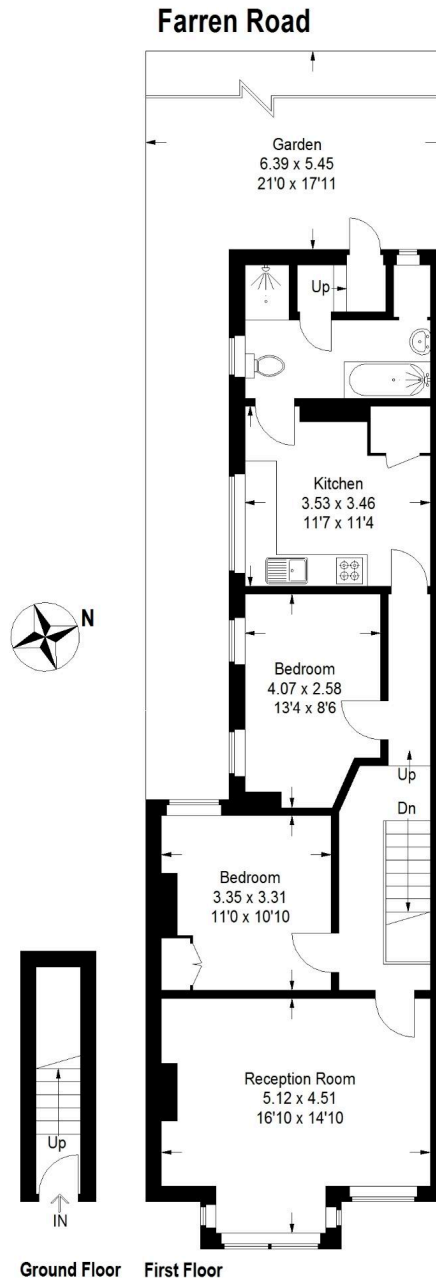 Farren Road
Garden
6.39 x 5.45
21'0 x 17'11
Up
Kitchen
3.53 x 3.46
11'7 x 11'4
N
Bedroom
4.07 x 2.58
13'4 x 8'6
Up
Dn
Bedroom
3.35 x 3.31
11'0 x 10'10
Reception Room
5.12 x 4.51
16'10 x 14'10
Up
IN
Ground Floor
First Floor